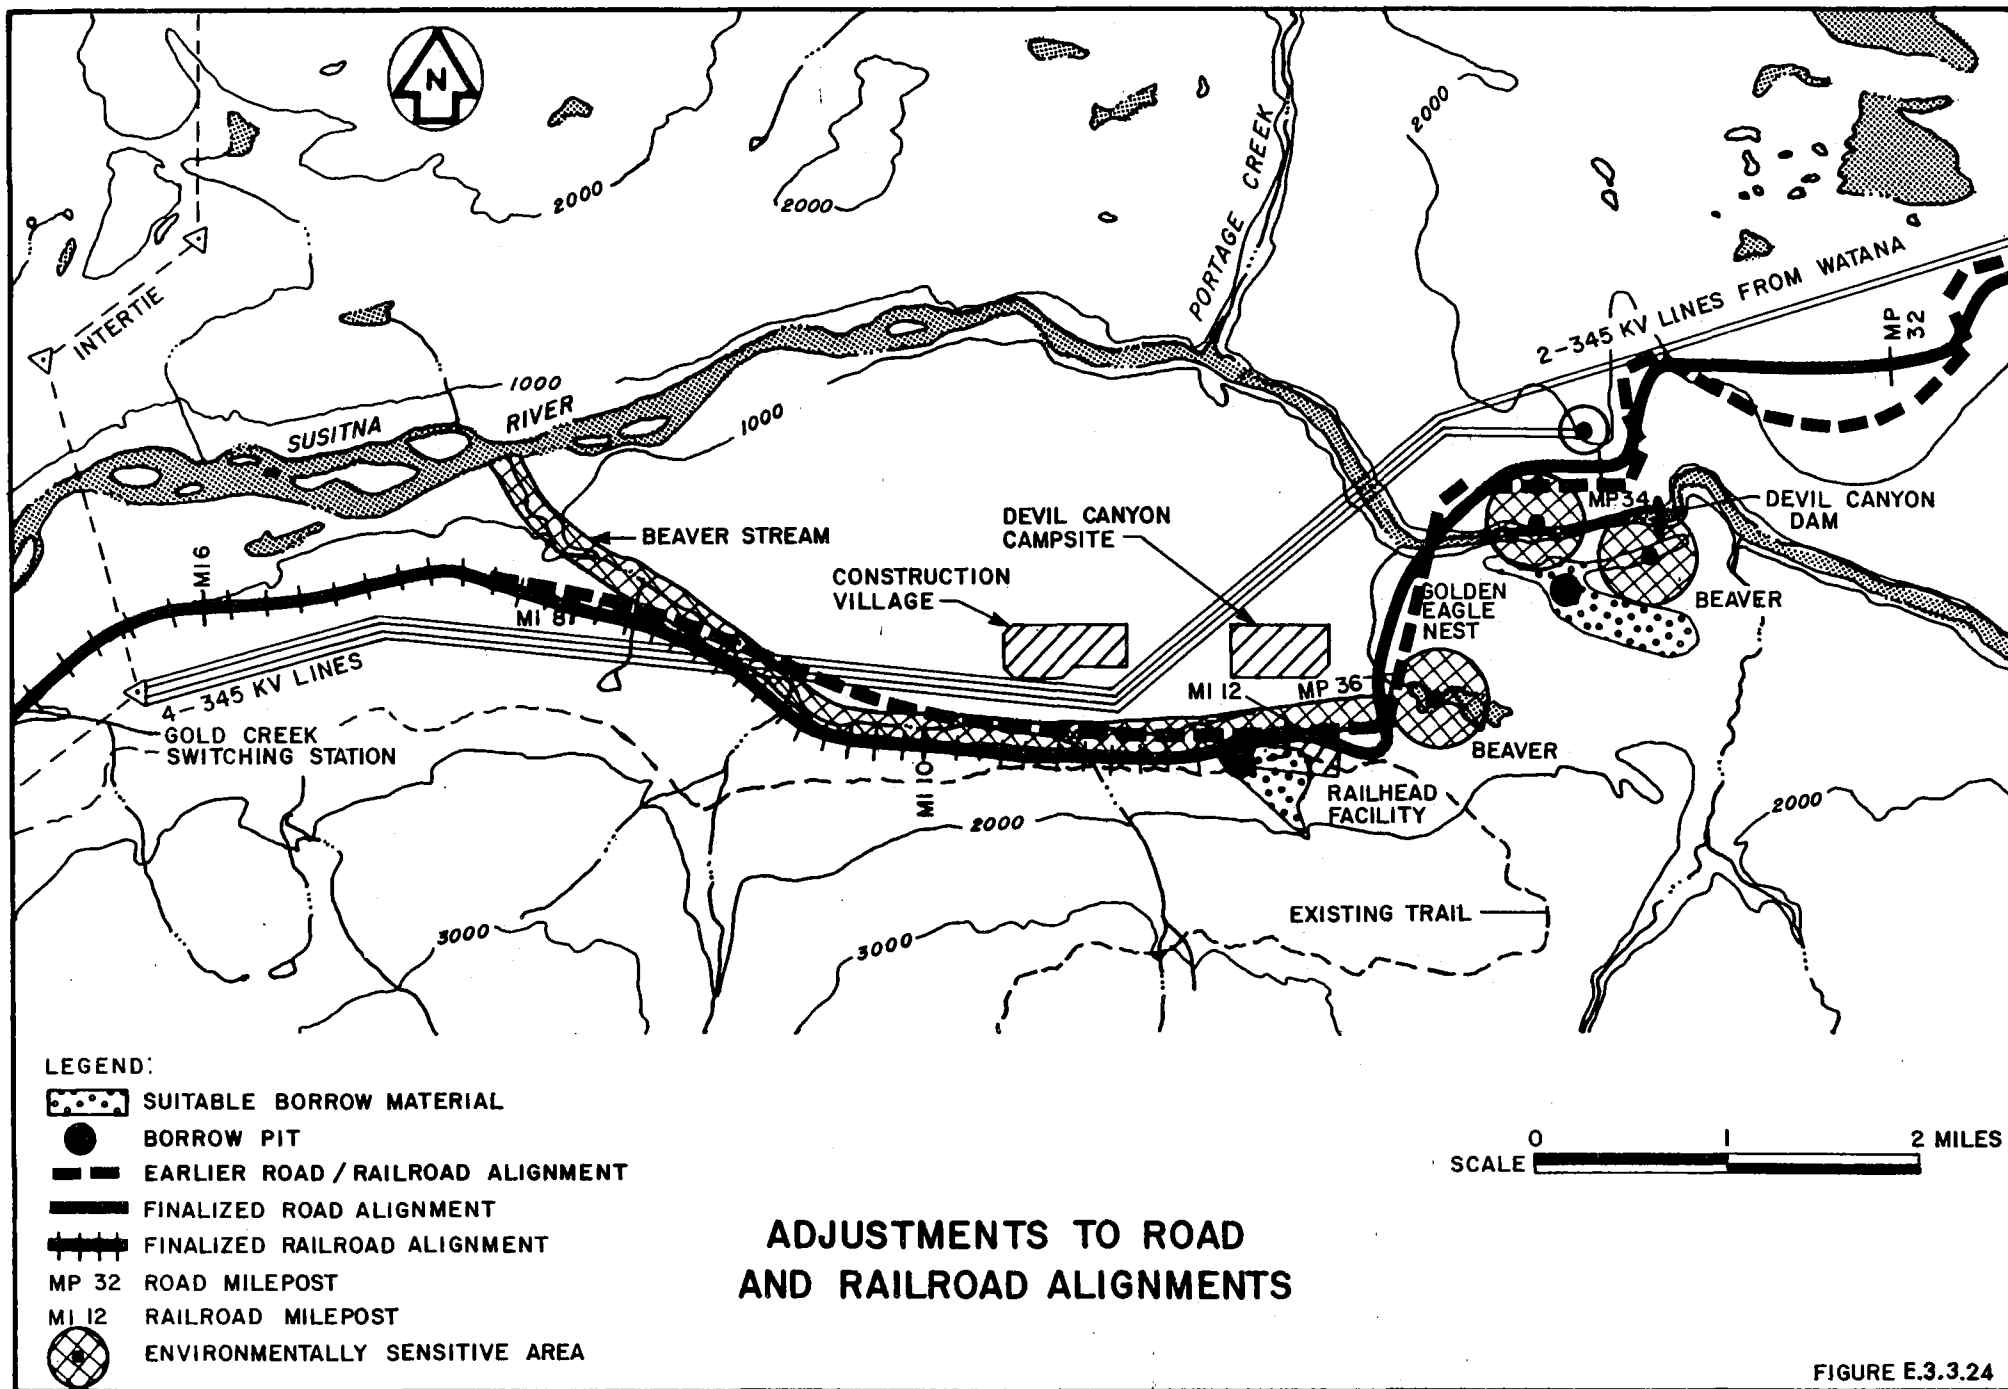 N
PORTAGE CREEK
2000
2000
2000
INTERTIE
2-345 KV LINES FROM WATANA
MP 32
1000
SUSITNA RIVER
1000
MP34
DEVIL CANYON
DAM
DEVIL CANYON
CAMPSITE
BEAVER STREAM
MI 6
CONSTRUCTION
VILLAGE
GOLDEN
EAGLE
NEST
BEAVER
MI 8
4-345 KV LINES
MI 12
MP 36
GOLD CREEK
SWITCHING STATION
BEAVER
MI 10
RAILHEAD
FACILITY
2000
2000
EXISTING TRAIL
3000
3000
LEGEND:
SUITABLE BORROW MATERIAL
BORROW PIT
EARLIER ROAD / RAILROAD ALIGNMENT
FINALIZED ROAD ALIGNMENT
FINALIZED RAILROAD ALIGNMENT
MP 32 ROAD MILEPOST
MI 12 RAILROAD MILEPOST
ENVIRONMENTALLY SENSITIVE AREA
0 1 2 MILES
SCALE
ADJUSTMENTS TO ROAD
AND RAILROAD ALIGNMENTS
FIGURE E.3.3.24